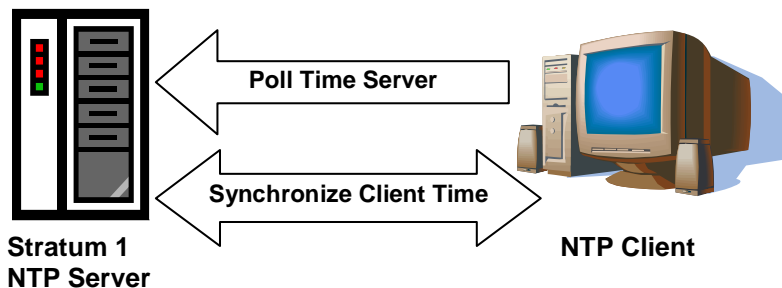 Poll Time Server
Synchronize Client Time
Stratum 1
NTP Server
NTP Client